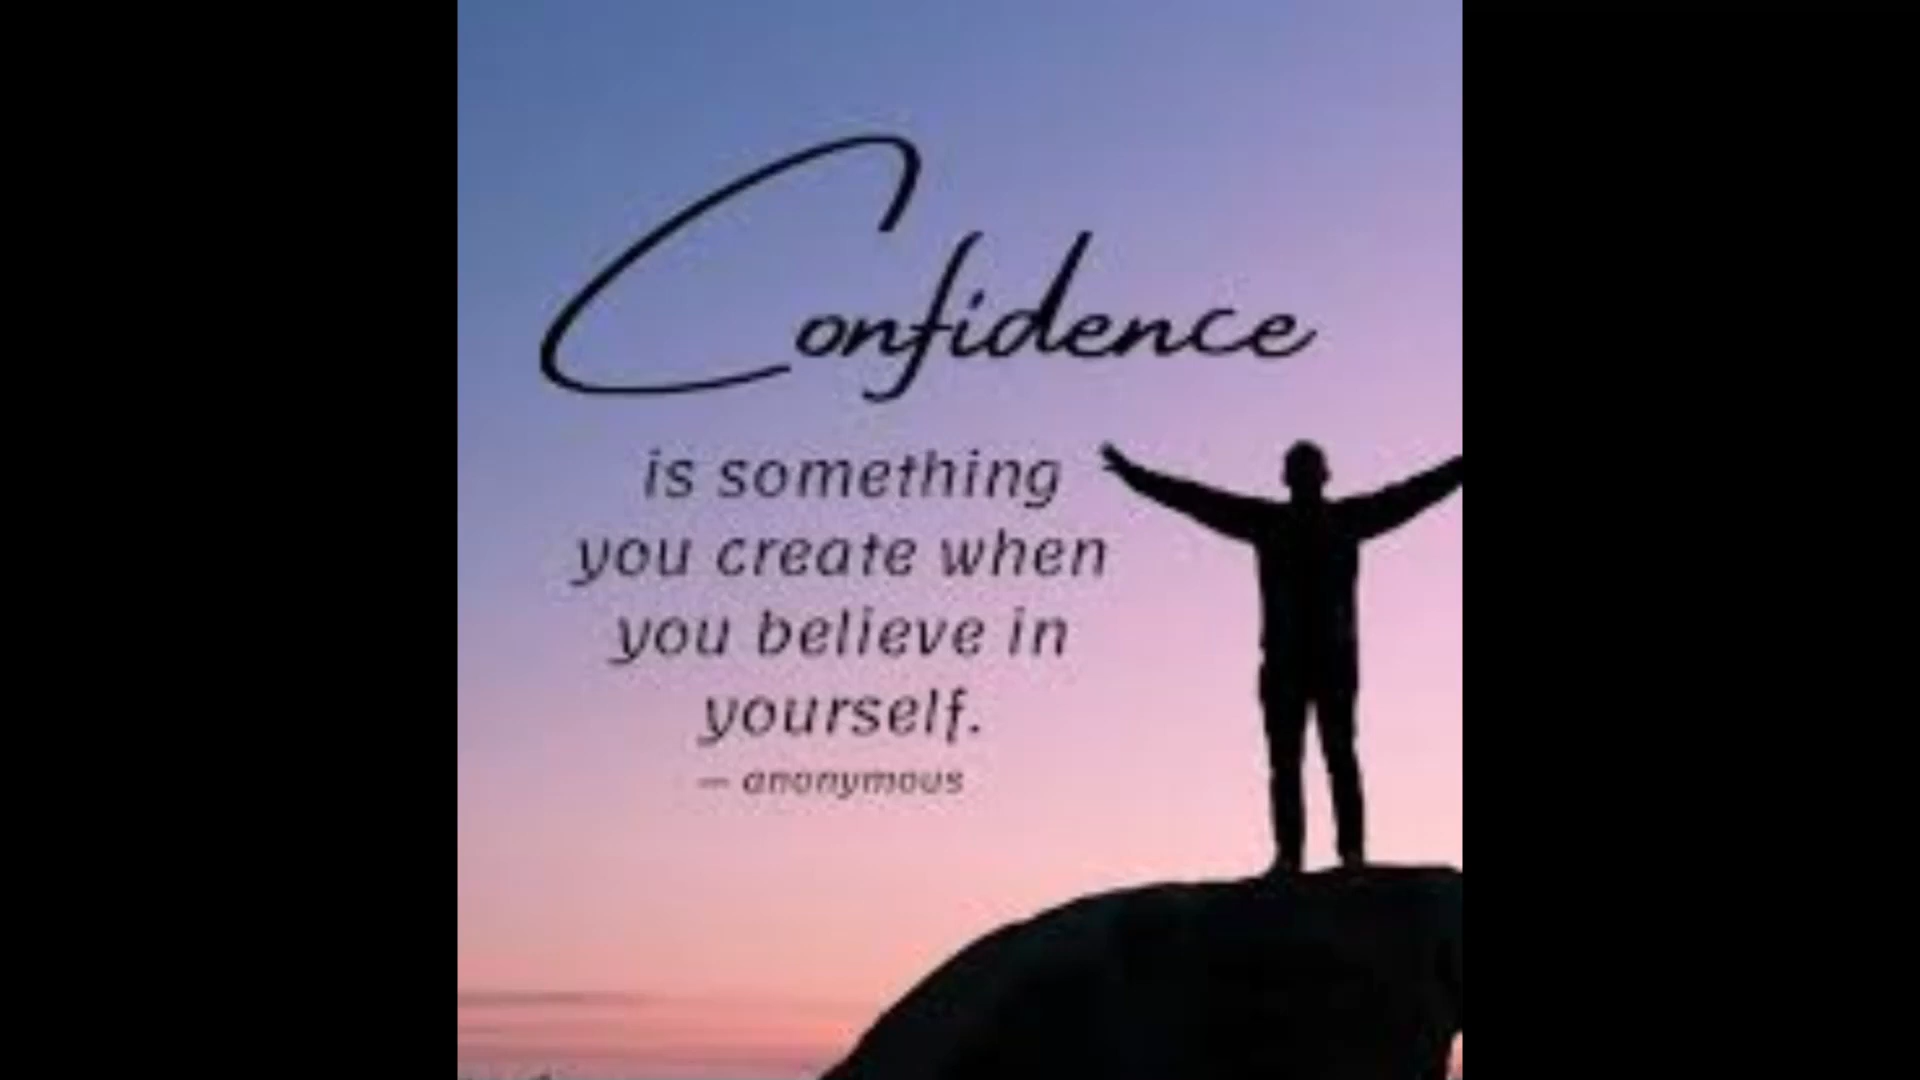 Confidence
is something
you create when
you believe in
yourself.
— anonymous